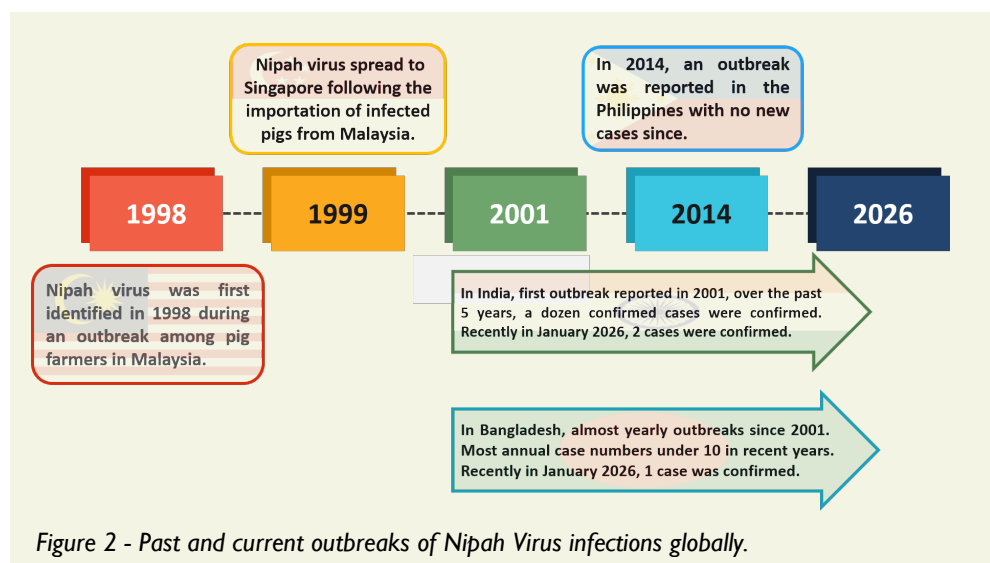 Nipah virus spread to
Singapore following the
importation of infected
pigs from Malaysia.
In 2014, an outbreak
was reported in the
Philippines with no new
cases since.
1998
1999
2001
2014
2026
Nipah virus was first
identified in 1998 during
an outbreak among pig
farmers in Malaysia.
In India, first outbreak reported in 2001, over the past
5 years, a dozen confirmed cases were confirmed.
Recently in January 2026, 2 cases were confirmed.
In Bangladesh, almost yearly outbreaks since 2001.
Most annual case numbers under 10 in recent years.
Recently in January 2026, 1 case was confirmed.
Figure 2 - Past and current outbreaks of Nipah Virus infections globally.